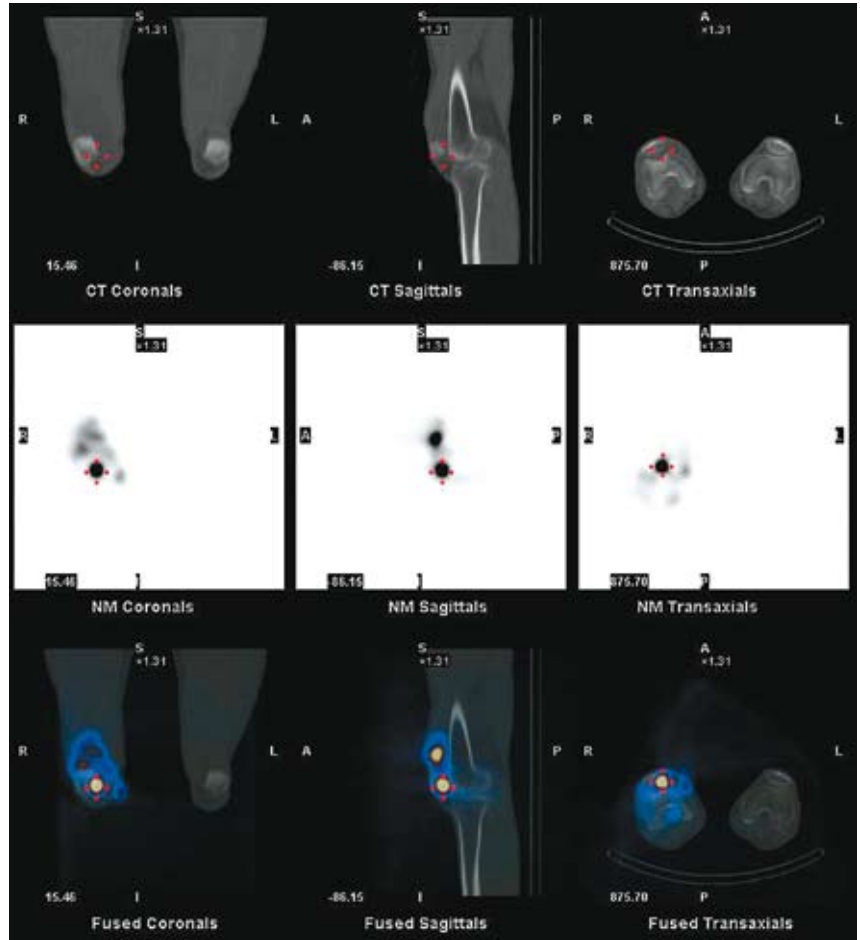 S S A
×1.31 ×1.31 ×1.31
R L A P R L
15.46 I -86.15 I 875.70 P
CT Coronals CT Sagittals CT Transaxials
S S A
×1.31 ×1.31 ×1.31
R L A P R L
15.46 I -86.15 I 875.70 P
NM Coronals NM Sagittals NM Transaxials
S S A
×1.31 ×1.31 ×1.31
R L A P R L
15.46 I -86.15 I 875.70 P
Fused Coronals Fused Sagittals Fused Transaxials